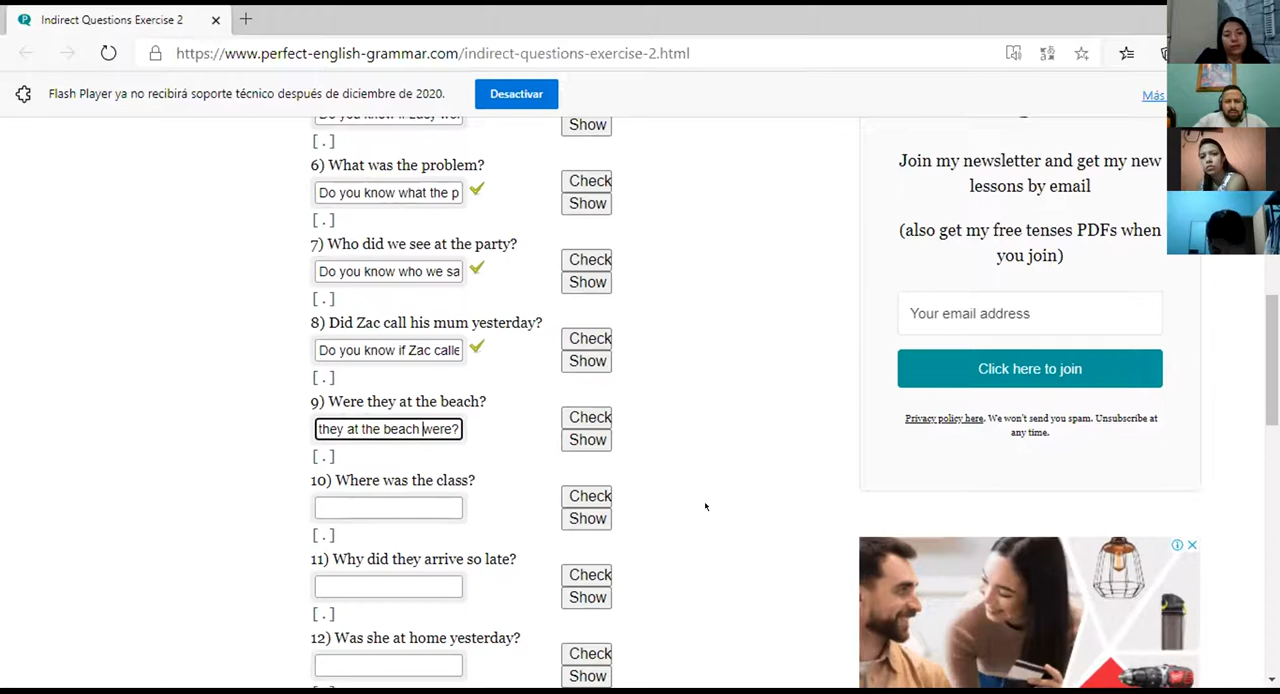 Indirect Questions Exercise 2
https://www.perfect-english-grammar.com/indirect-questions-exercise-2.html
Flash Player ya no recibirá soporte técnico después de diciembre de 2020.
Desactivar
Más
Show
[ . ]
6) What was the problem?
Do you know what the p
Check
Show
[ . ]
7) Who did we see at the party?
Do you know who we sa
Check
Show
[ . ]
8) Did Zac call his mum yesterday?
Do you know if Zac calle
Check
Show
[ . ]
9) Were they at the beach?
they at the beach were?
Check
Show
[ . ]
10) Where was the class?
Check
Show
[ . ]
11) Why did they arrive so late?
Check
Show
[ . ]
12) Was she at home yesterday?
Check
Show
Join my newsletter and get my new
lessons by email
(also get my free tenses PDFs when
you join)
Your email address
Click here to join
Privacy policy here. We won't send you spam. Unsubscribe at
any time.